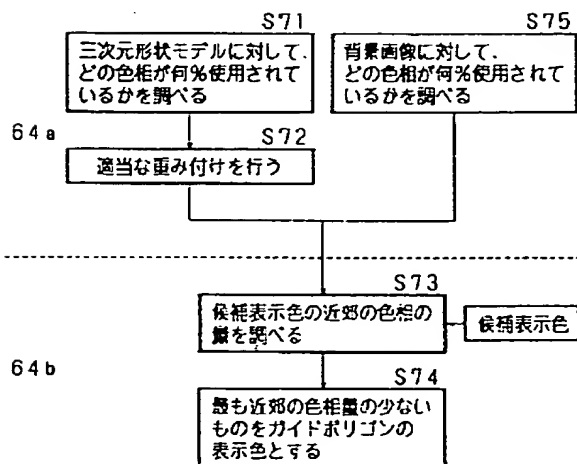 S71
三次元形状モデルに対して、
どの色相が何％使用されて
いるかを調べる
S75
背景画像に対して、
どの色相が何％使用されて
いるかを調べる
64a
S72
適当な重み付けを行う
S73
候補表示色の近郊の色相の
量を調べる
候補表示色
64b
S74
最も近郊の色相量の少ない
ものをガイドポリゴンの
表示色とする